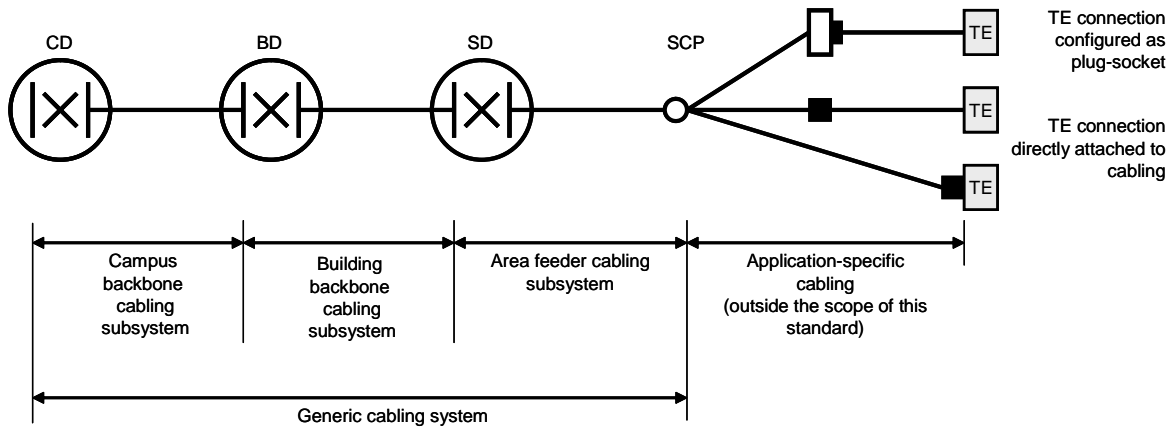 CD
BD
SD
SCP
TE
TE connection
configured as
plug-socket
TE
TE connection
directly attached to
cabling
TE
Campus
backbone
cabling
subsystem
Building
backbone
cabling
subsystem
Area feeder cabling
subsystem
Application-specific
cabling
(outside the scope of this
standard)
Generic cabling system